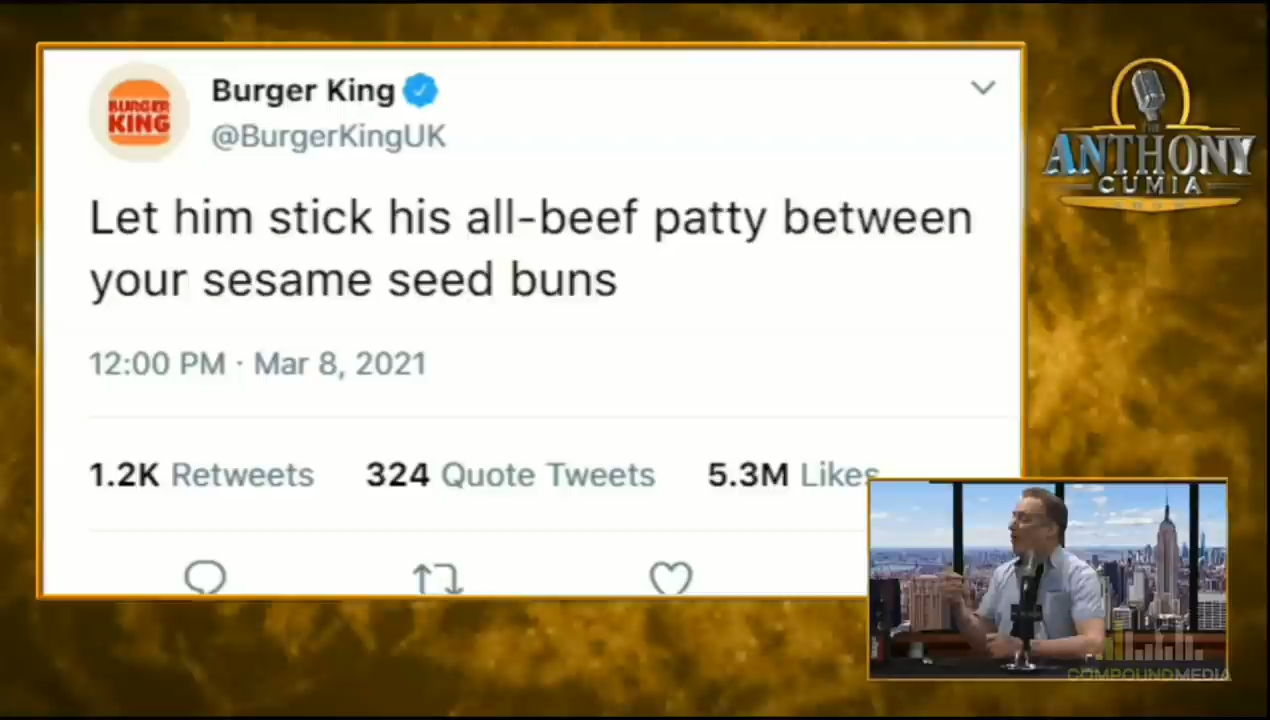 BURGER
KING
Burger King
@BurgerKingUK
Let him stick his all-beef patty between
your sesame seed buns
12:00 PM · Mar 8, 2021
1.2K Retweets 324 Quote Tweets 5.3M Likes
THE
ANTHONY
CUMIA
COMPOUNDMEDIA